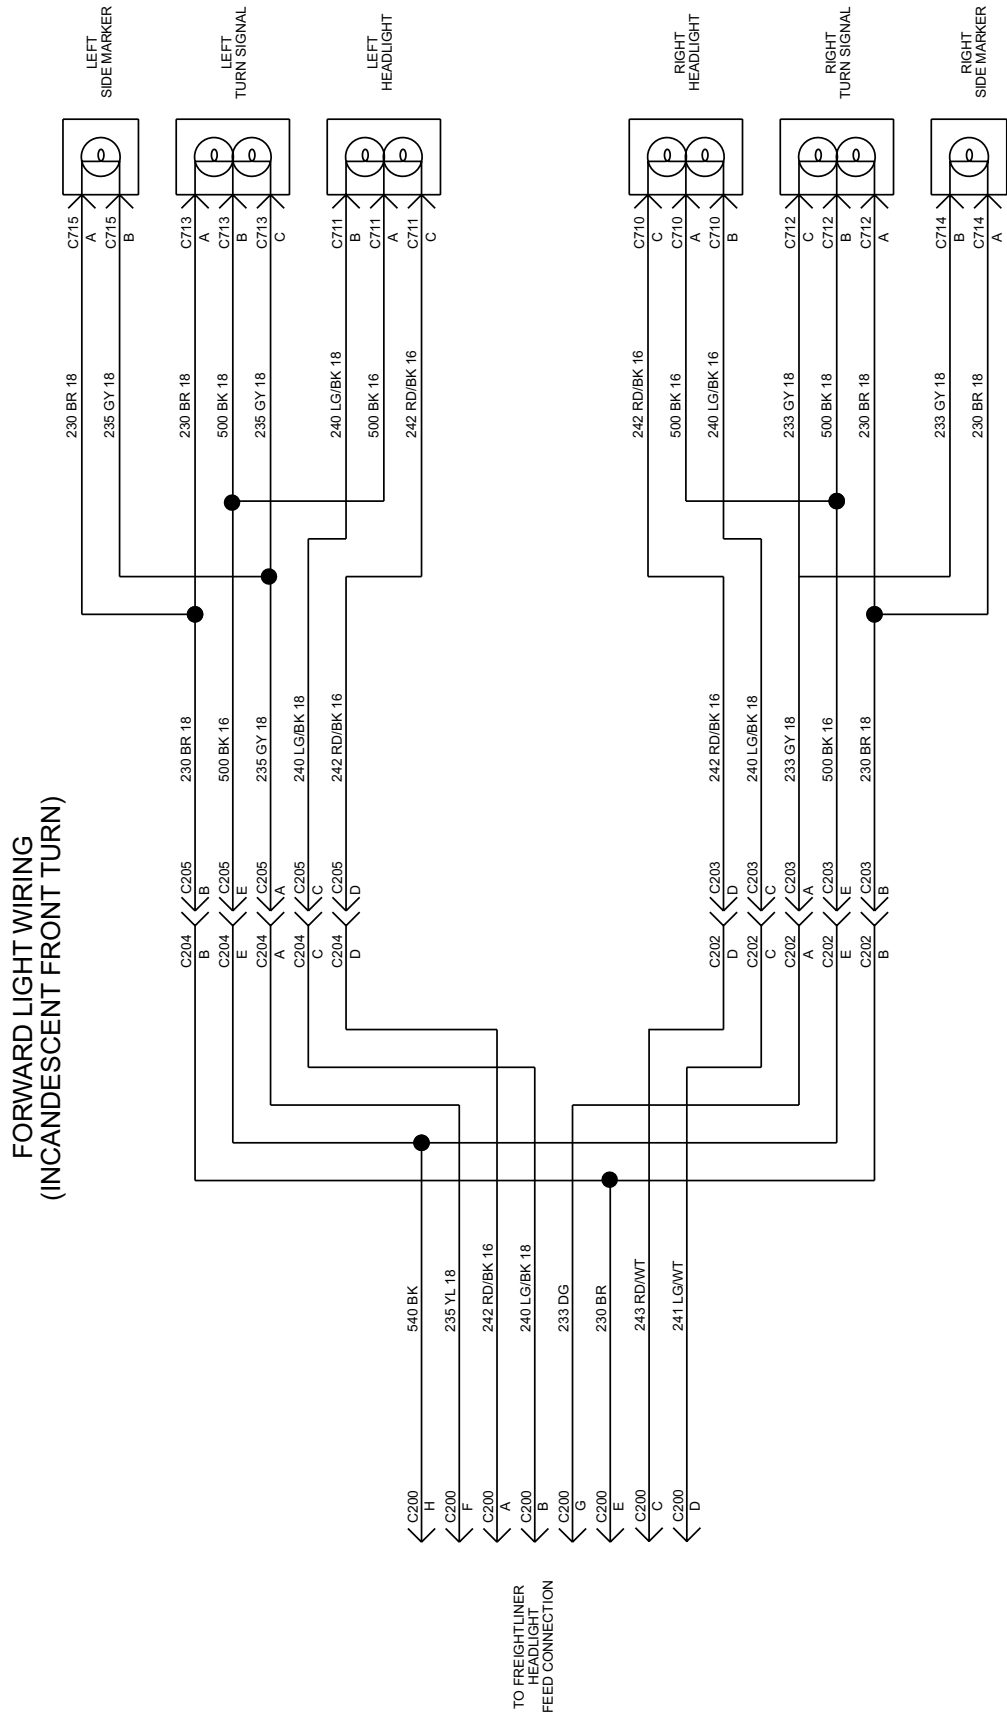 FORWARD LIGHT WIRING
(INCANDESCENT FRONT TURN)
TO FREIGHTLINER
HEADLIGHT
FEED CONNECTION
C200
H
540 BK
C200
F
235 YL 18
C200
A
242 RD/BK 16
C200
B
240 LG/BK 18
C200
G
233 DG
C200
E
230 BR
C200
C
243 RD/WT
C200
D
241 LG/WT
C204
B
C205
B
230 BR 18
C204
E
C205
E
500 BK 16
C204
A
C205
A
235 GY 18
C204
C
C205
C
240 LG/BK 18
C204
D
C205
D
242 RD/BK 16
C202
D
C203
D
242 RD/BK 16
C202
C
C203
C
240 LG/BK 18
C202
A
C203
A
233 GY 18
C202
E
C203
E
500 BK 16
C202
B
C203
B
230 BR 18
230 BR 18
C715
A
235 GY 18
C715
B
LEFT
SIDE MARKER
230 BR 18
C713
A
500 BK 18
C713
B
235 GY 18
C713
C
LEFT
TURN SIGNAL
240 LG/BK 18
C711
B
500 BK 16
C711
A
242 RD/BK 16
C711
C
LEFT
HEADLIGHT
242 RD/BK 16
C710
C
500 BK 16
C710
A
240 LG/BK 16
C710
B
RIGHT
HEADLIGHT
233 GY 18
C712
C
500 BK 18
C712
B
230 BR 18
C712
A
RIGHT
TURN SIGNAL
233 GY 18
C714
B
230 BR 18
C714
A
RIGHT
SIDE MARKER